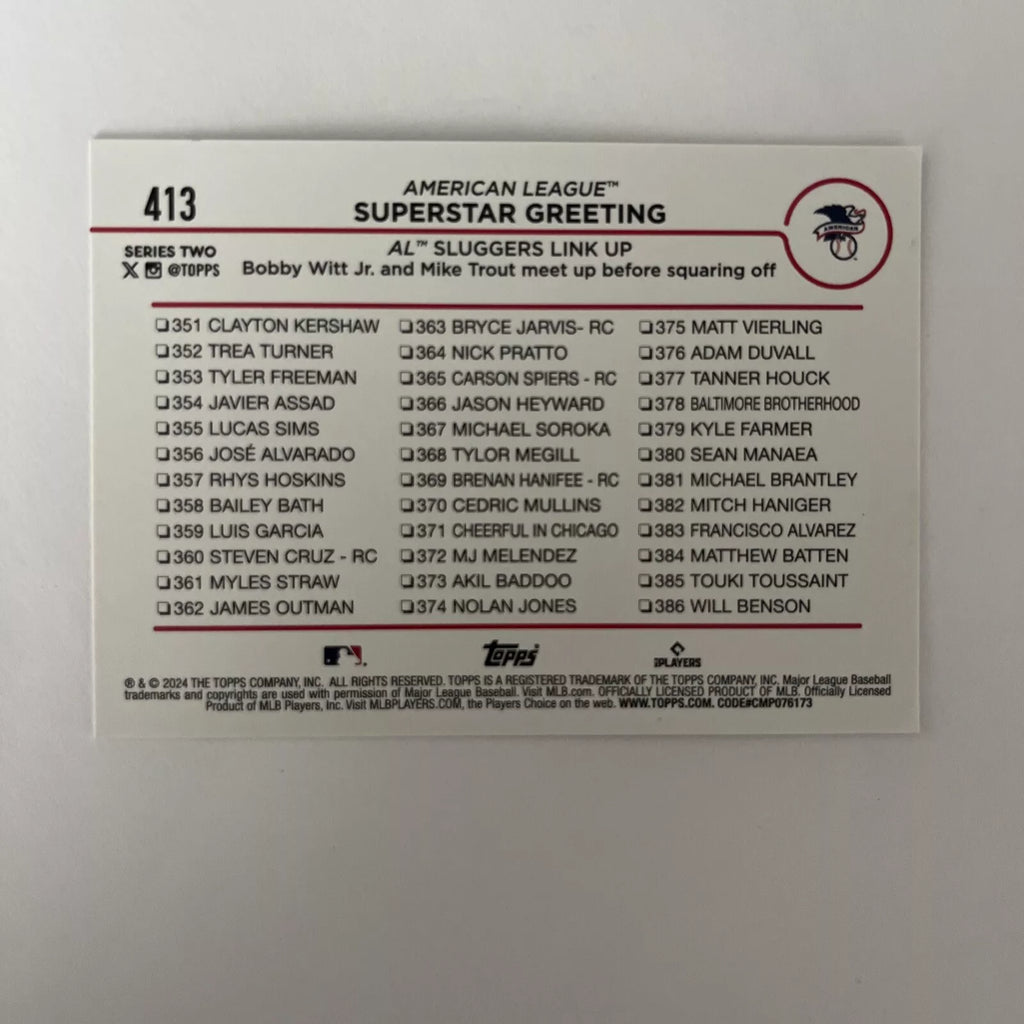 413
AMERICAN LEAGUE™
SUPERSTAR GREETING
AMERICAN
SERIES TWO
@TOPPS
AL™ SLUGGERS LINK UP
Bobby Witt Jr. and Mike Trout meet up before squaring off
351 CLAYTON KERSHAW
352 TREA TURNER
353 TYLER FREEMAN
354 JAVIER ASSAD
355 LUCAS SIMS
356 JOSÉ ALVARADO
357 RHYS HOSKINS
358 BAILEY BATH
359 LUIS GARCIA
360 STEVEN CRUZ - RC
361 MYLES STRAW
362 JAMES OUTMAN
363 BRYCE JARVIS- RC
364 NICK PRATTO
365 CARSON SPIERS - RC
366 JASON HEYWARD
367 MICHAEL SOROKA
368 TYLOR MEGILL
369 BRENAN HANIFEE - RC
370 CEDRIC MULLINS
371 CHEERFUL IN CHICAGO
372 MJ MELENDEZ
373 AKIL BADDOO
374 NOLAN JONES
375 MATT VIERLING
376 ADAM DUVALL
377 TANNER HOUCK
378 BALTIMORE BROTHERHOOD
379 KYLE FARMER
380 SEAN MANAEA
381 MICHAEL BRANTLEY
382 MITCH HANIGER
383 FRANCISCO ALVAREZ
384 MATTHEW BATTEN
385 TOUKI TOUSSAINT
386 WILL BENSON
Topps
PLAYERS
® & © 2024 THE TOPPS COMPANY, INC. ALL RIGHTS RESERVED. TOPPS IS A REGISTERED TRADEMARK OF THE TOPPS COMPANY, INC. Major League Baseball
trademarks and copyrights are used with permission of Major League Baseball. Visit MLB.com. OFFICIALLY LICENSED PRODUCT OF MLB. Officially Licensed
Product of MLB Players, Inc. Visit MLBPLAYERS.COM, the Players Choice on the web. WWW.TOPPS.COM. CODE#CMP076173